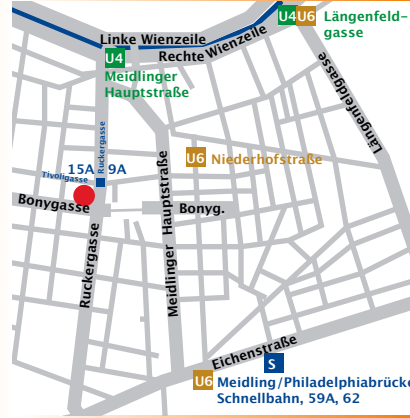 Linke Wienzeile
Rechte Wienzeile
U4 U6 Längenfeld-
gasse
U4
Meidlinger
Hauptstraße
Längenfeldgasse
Ruckergasse
U6 Niederhofstraße
15A 9A
Tivoligasse
Bonygasse
Bonyg.
Meidlinger Hauptstraße
Ruckergasse
Eichenstraße
S
U6 Meidling/Philadelphiabrücke
Schnellbahn, 59A, 62